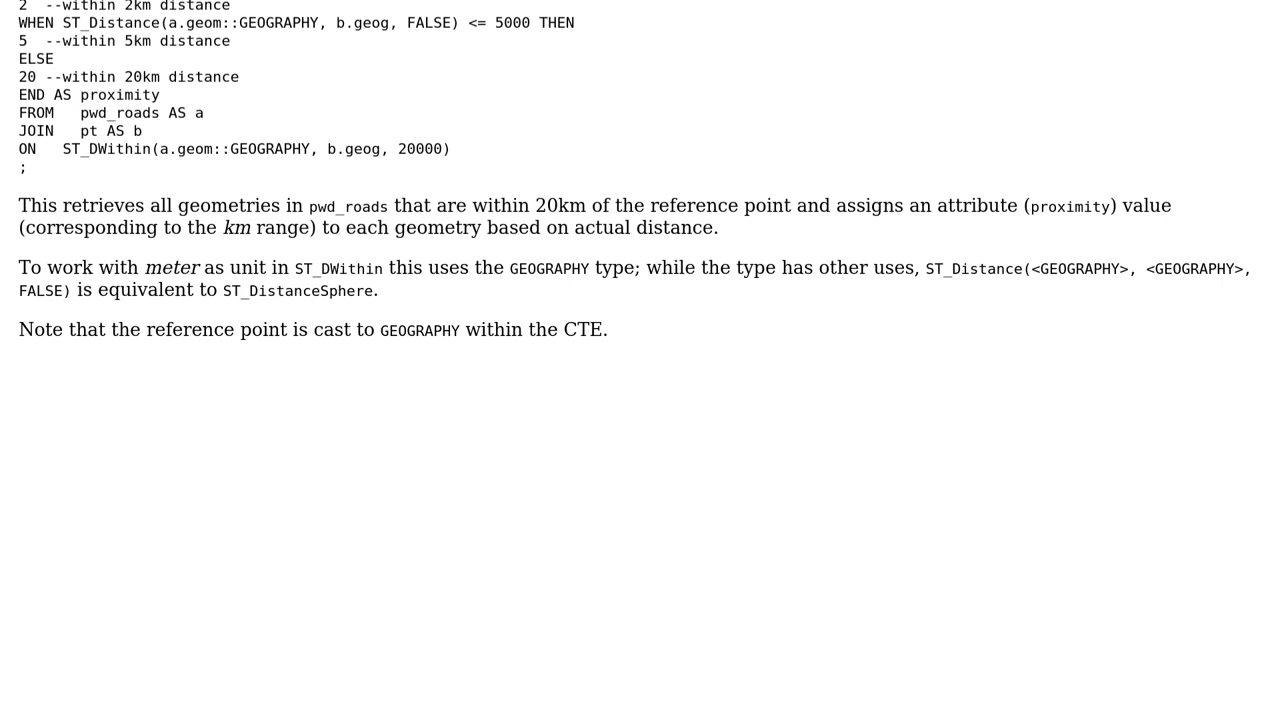 2  --within 2km distance
WHEN ST_Distance(a.geom::GEOGRAPHY, b.geog, FALSE) <= 5000 THEN
5  --within 5km distance
ELSE
20 --within 20km distance
END AS proximity
FROM   pwd_roads AS a
JOIN   pt AS b
ON   ST_DWithin(a.geom::GEOGRAPHY, b.geog, 20000)
;
This retrieves all geometries in pwd_roads that are within 20km of the reference point and assigns an attribute (proximity) value
(corresponding to the km range) to each geometry based on actual distance.
To work with meter as unit in ST_DWithin this uses the GEOGRAPHY type; while the type has other uses, ST_Distance(<GEOGRAPHY>, <GEOGRAPHY>,
FALSE) is equivalent to ST_DistanceSphere.
Note that the reference point is cast to GEOGRAPHY within the CTE.